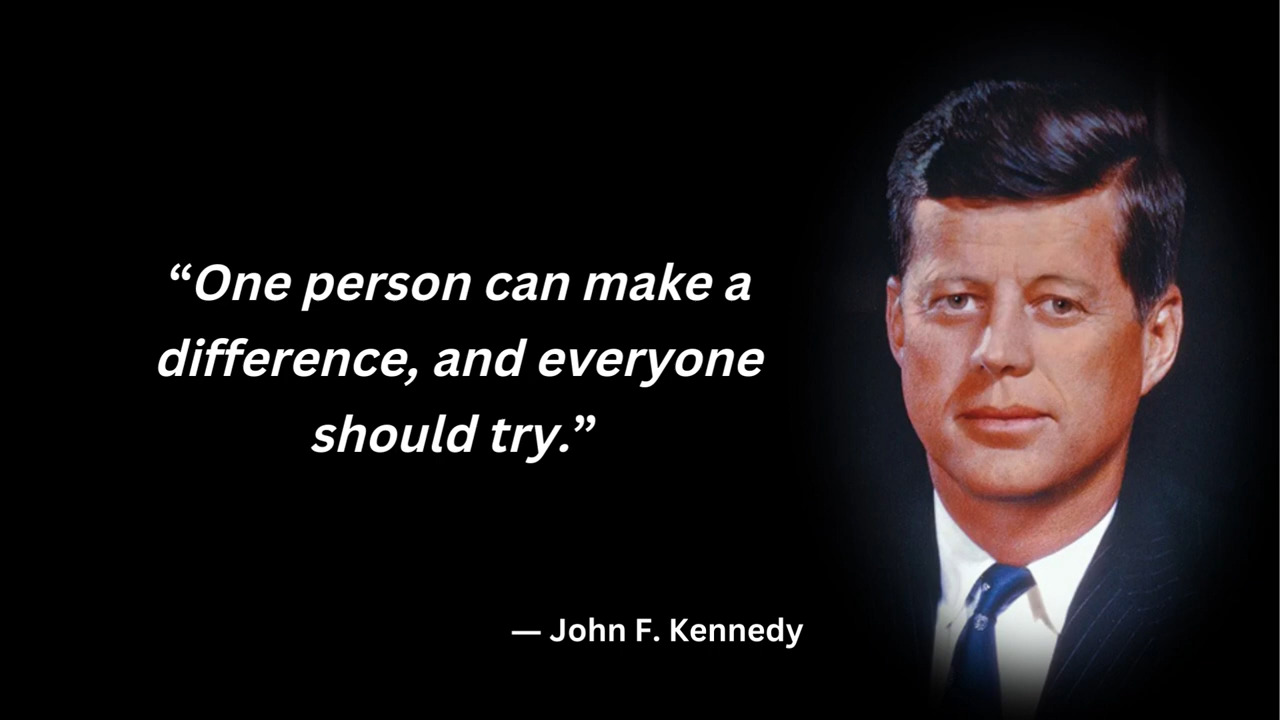 “One person can make a
difference, and everyone
should try.”
— John F. Kennedy